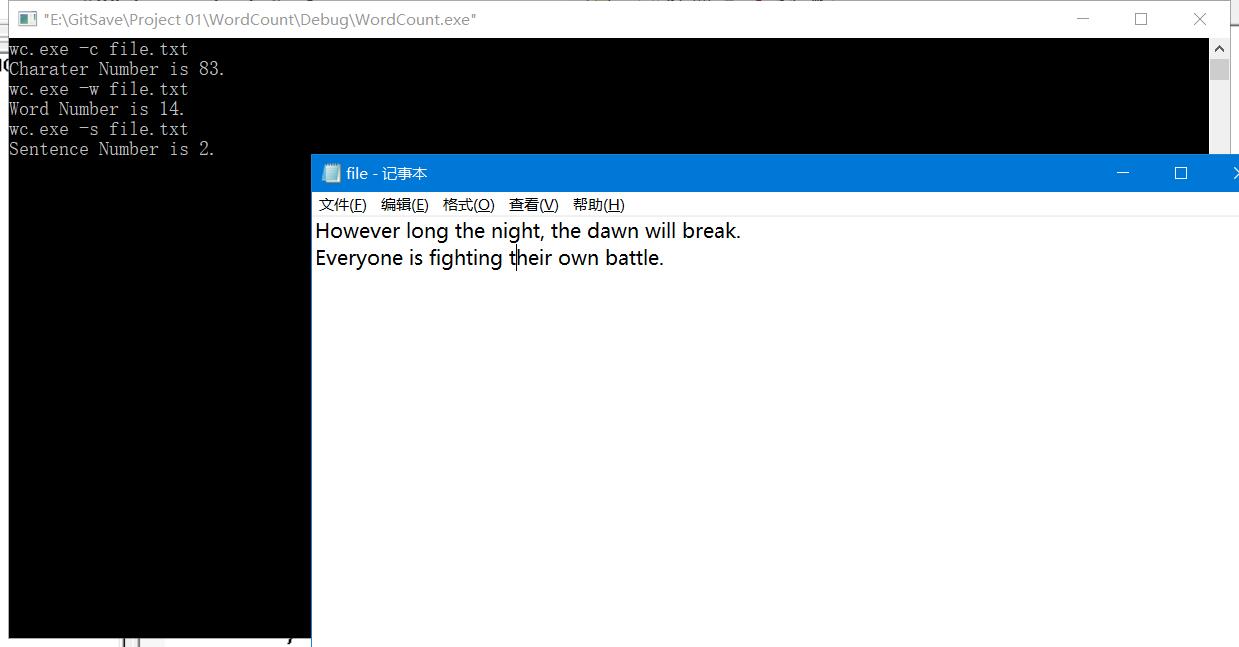 "E:\GitSave\Project 01\WordCount\Debug\WordCount.exe"
wc.exe -c file.txt
Charater Number is 83.
wc.exe -w file.txt
Word Number is 14.
wc.exe -s file.txt
Sentence Number is 2.
file - 记事本
文件(F) 编辑(E) 格式(O) 查看(V) 帮助(H)
However long the night, the dawn will break.
Everyone is fighting their own battle.